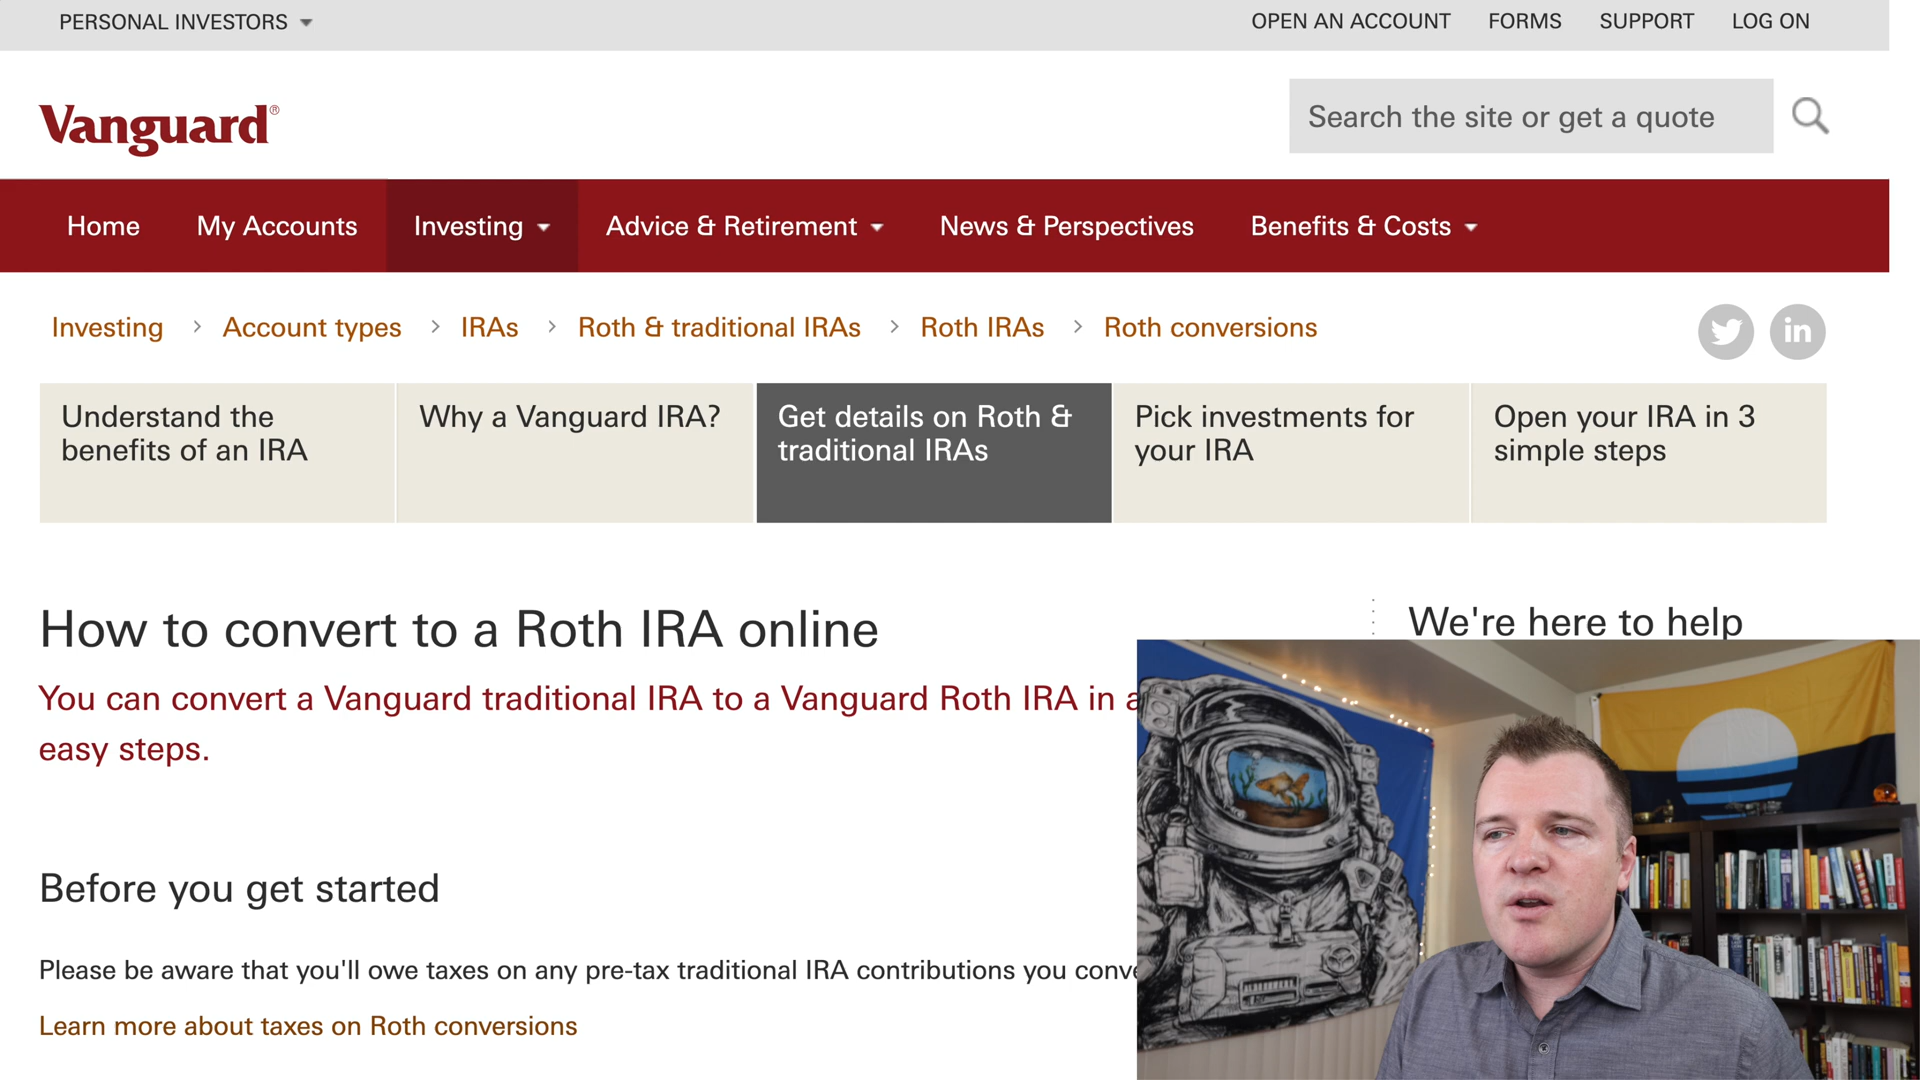 PERSONAL INVESTORS
OPEN AN ACCOUNT FORMS SUPPORT LOG ON
Vanguard®
Search the site or get a quote
Home My Accounts Investing Advice & Retirement News & Perspectives Benefits & Costs
Investing > Account types > IRAs > Roth & traditional IRAs > Roth IRAs > Roth conversions
in
Understand the
benefits of an IRA
Why a Vanguard IRA?
Get details on Roth &
traditional IRAs
Pick investments for
your IRA
Open your IRA in 3
simple steps
How to convert to a Roth IRA online
We're here to help
You can convert a Vanguard traditional IRA to a Vanguard Roth IRA in
easy steps.
Before you get started
Please be aware that you'll owe taxes on any pre-tax traditional IRA contributions you
Learn more about taxes on Roth conversions